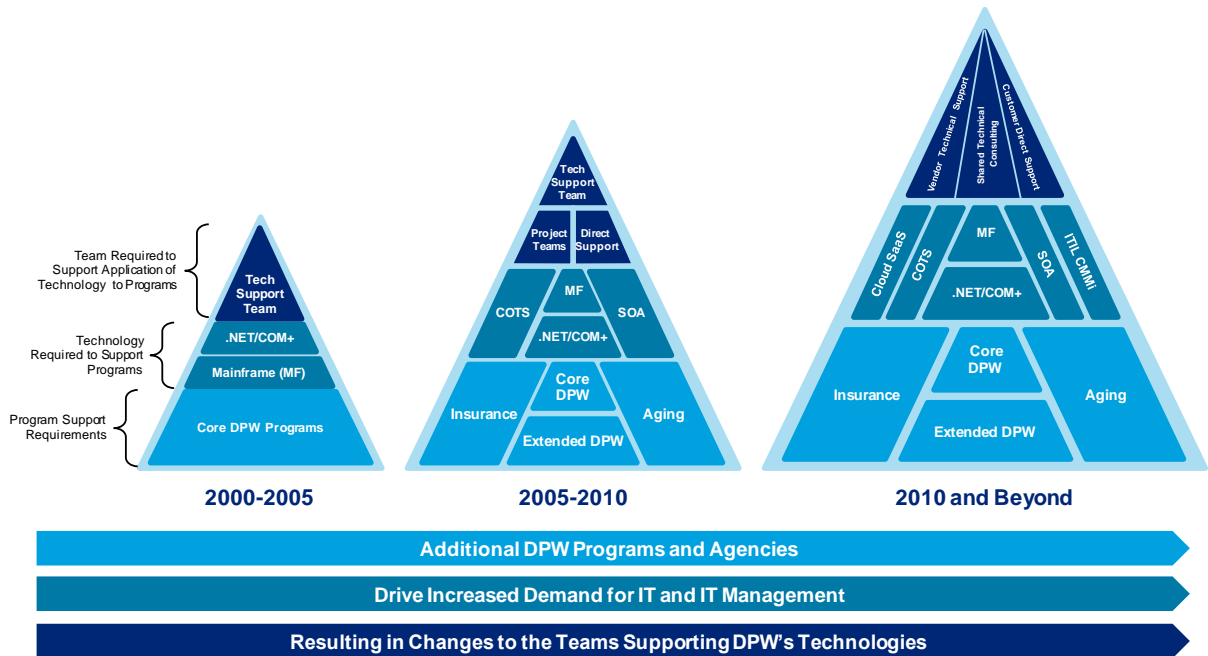 Team Required to
Support Application of
Technology to Programs
Technology
Required to Support
Programs
Program Support
Requirements
Tech
Support
Team
.NET/COM+
Mainframe (MF)
Core DPW Programs
2000-2005
Tech
Support
Team
Project
Teams
Direct
Support
COTS
MF
.NET/COM+
SOA
Insurance
Core
DPW
Extended DPW
Aging
2005-2010
Vendor Technical Support
Shared Technical
Consulting
Customer Direct Support
Cloud SaaS
COTS
MF
.NET/COM+
SOA
ITIL CMMi
Insurance
Core
DPW
Extended DPW
Aging
2010 and Beyond
Additional DPW Programs and Agencies
Drive Increased Demand for IT and IT Management
Resulting in Changes to the Teams Supporting DPW's Technologies